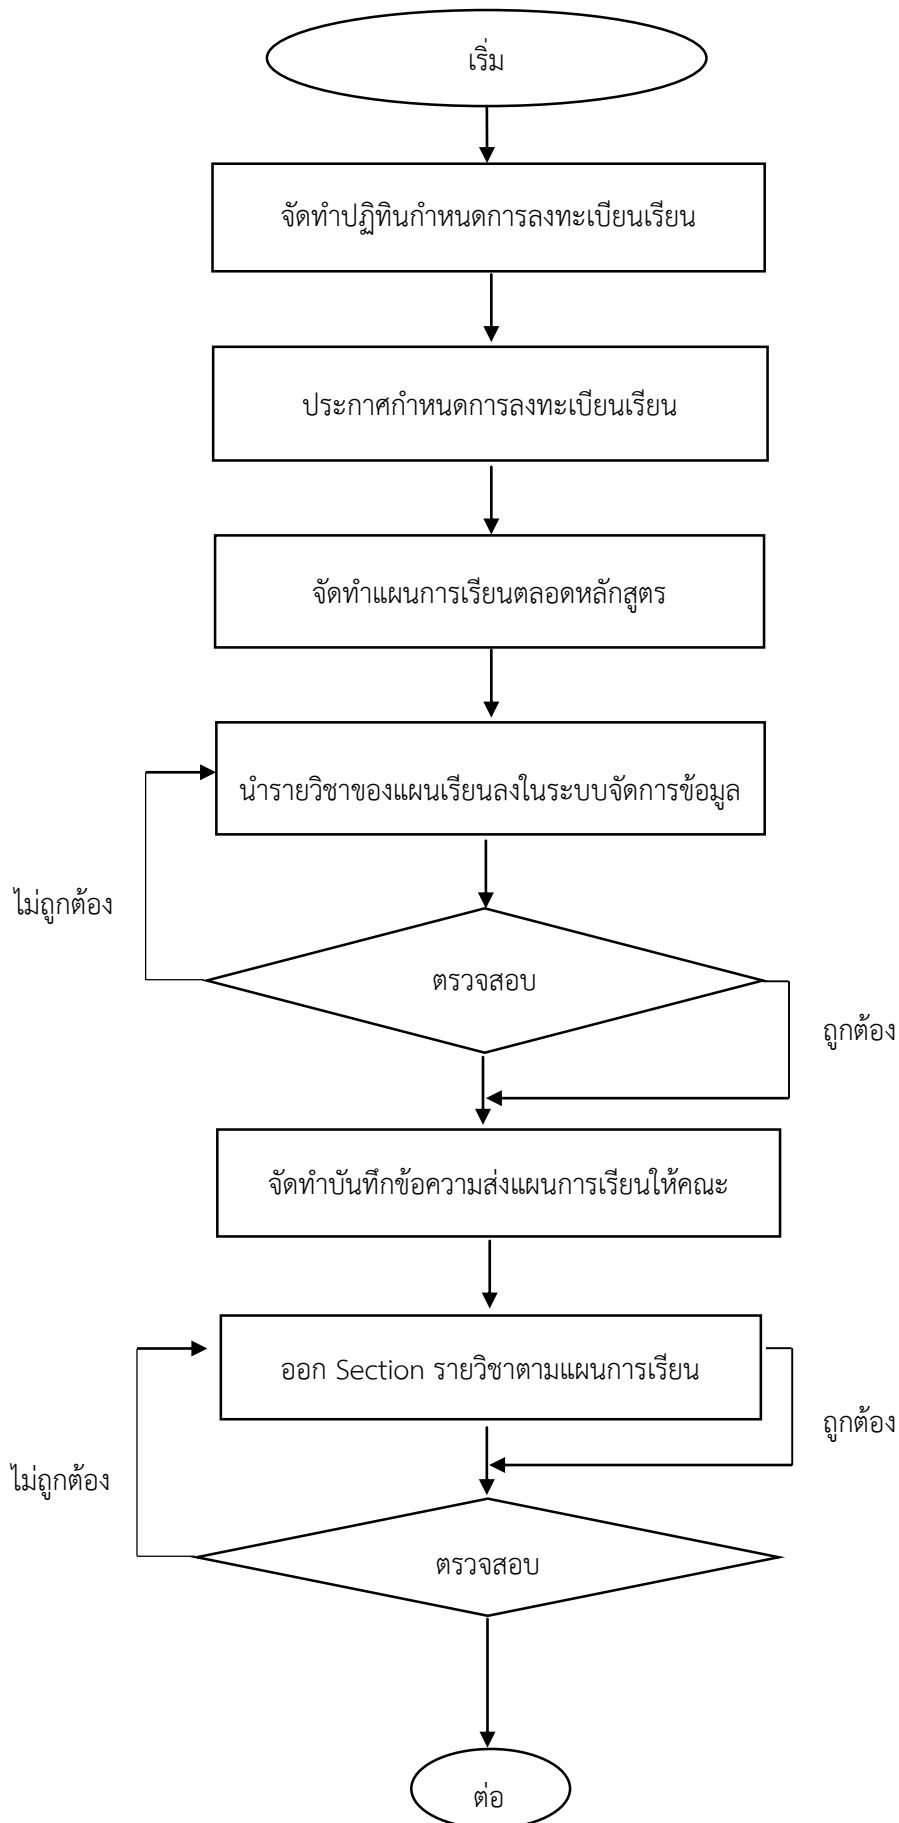 เริ่ม
จัดทำปฏิทินกำหนดการลงทะเบียนเรียน
ประกาศกำหนดการลงทะเบียนเรียน
จัดทำแผนการเรียนตลอดหลักสูตร
นำรายวิชาของแผนเรียนลงในระบบจัดการข้อมูล
ไม่ถูกต้อง
ตรวจสอบ
ถูกต้อง
จัดทำบันทึกข้อความส่งแผนการเรียนให้คณะ
ออก Section รายวิชาตามแผนการเรียน
ถูกต้อง
ไม่ถูกต้อง
ตรวจสอบ
ต่อ